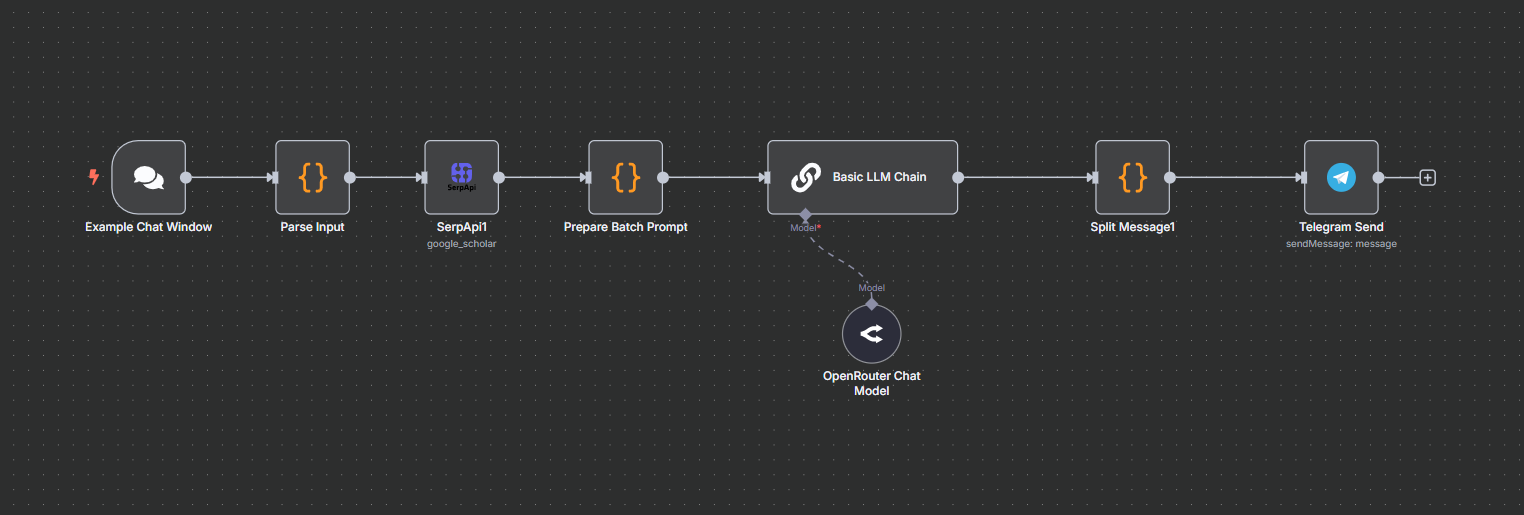 Basic LLM Chain
SerpApi
Example Chat Window
Parse Input
SerpApi1
google_scholar
Prepare Batch Prompt
Model*
Split Message1
Telegram Send
sendMessage: message
Model
OpenRouter Chat
Model